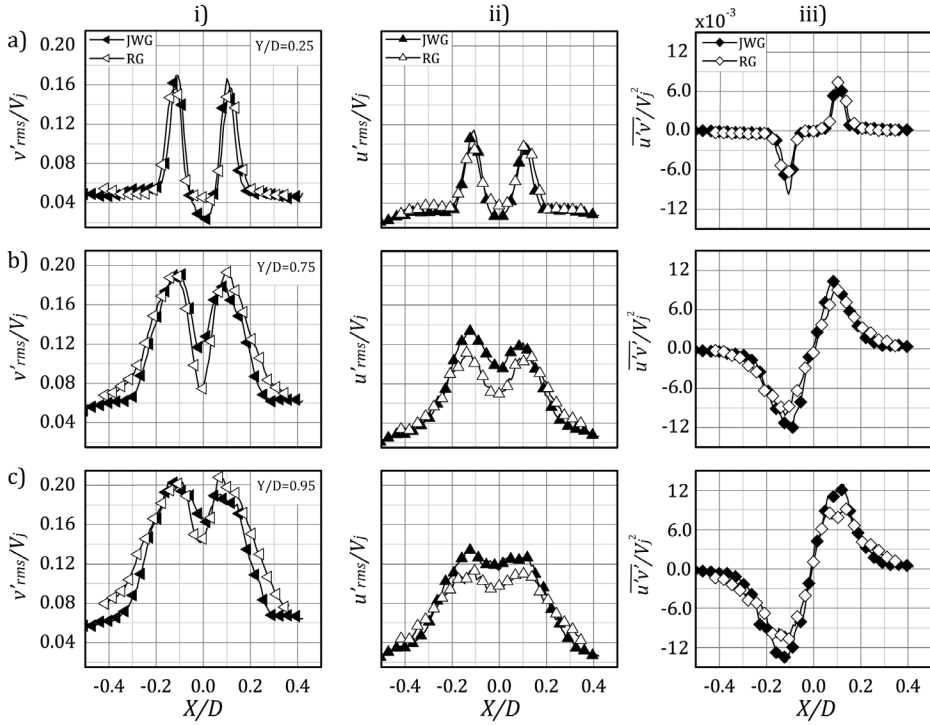 i) ii) iii)
x10⁻³
a) 0.20 JWG Y/D=0.25 JWG 12 JWG
RG RG RG
0.16
6.0
0.12
0.0
0.08
-6.0
0.04
-12
v'rms/Vj u'rms/Vj u'v'/Vj²
b) 0.20 Y/D=0.75 12
0.16
6.0
0.12
0.0
0.08
-6.0
0.04
-12
v'rms/Vj u'rms/Vj u'v'/Vj²
c) 0.20 Y/D=0.95 12
0.16
6.0
0.12
0.0
0.08
-6.0
0.04
-12
v'rms/Vj u'rms/Vj u'v'/Vj²
-0.4 -0.2 0.0 0.2 0.4 -0.4 -0.2 0.0 0.2 0.4 -0.4 -0.2 0.0 0.2 0.4
X/D X/D X/D